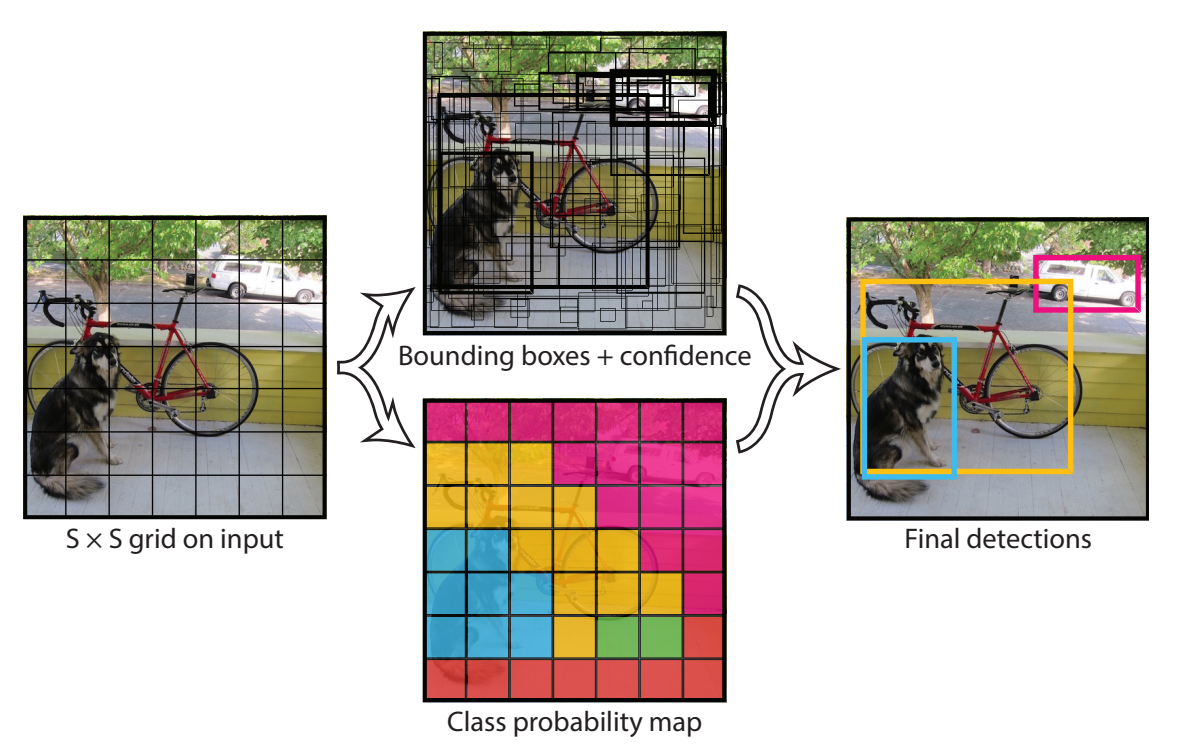 Bounding boxes + confidence
S × S grid on input
Final detections
Class probability map